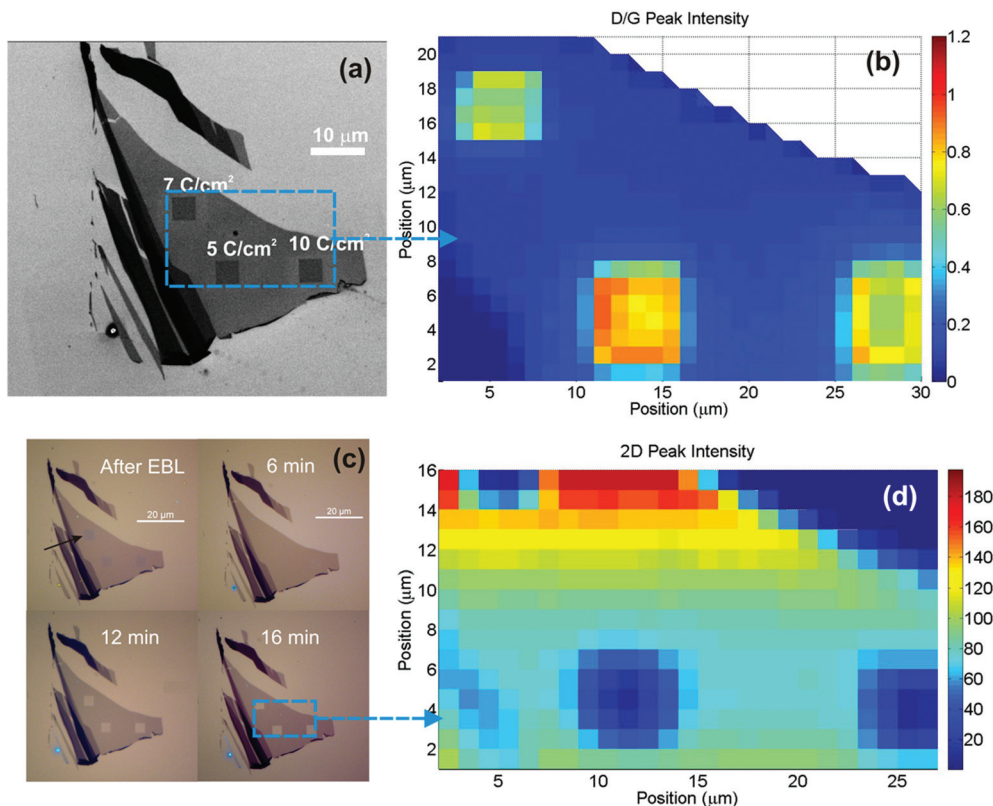 (a)
10 μm
7 C/cm²
5 C/cm²
10 C/cm²
D/G Peak Intensity
(b)
20
18
16
14
12
10
8
6
4
2
Position (μm)
5
10
15
20
25
30
Position (μm)
1.2
1
0.8
0.6
0.4
0.2
0
(c)
After EBL
20 μm
6 min
20 μm
12 min
16 min
2D Peak Intensity
(d)
16
14
12
10
8
6
4
2
Position (μm)
5
10
15
20
25
Position (μm)
180
160
140
120
100
80
60
40
20